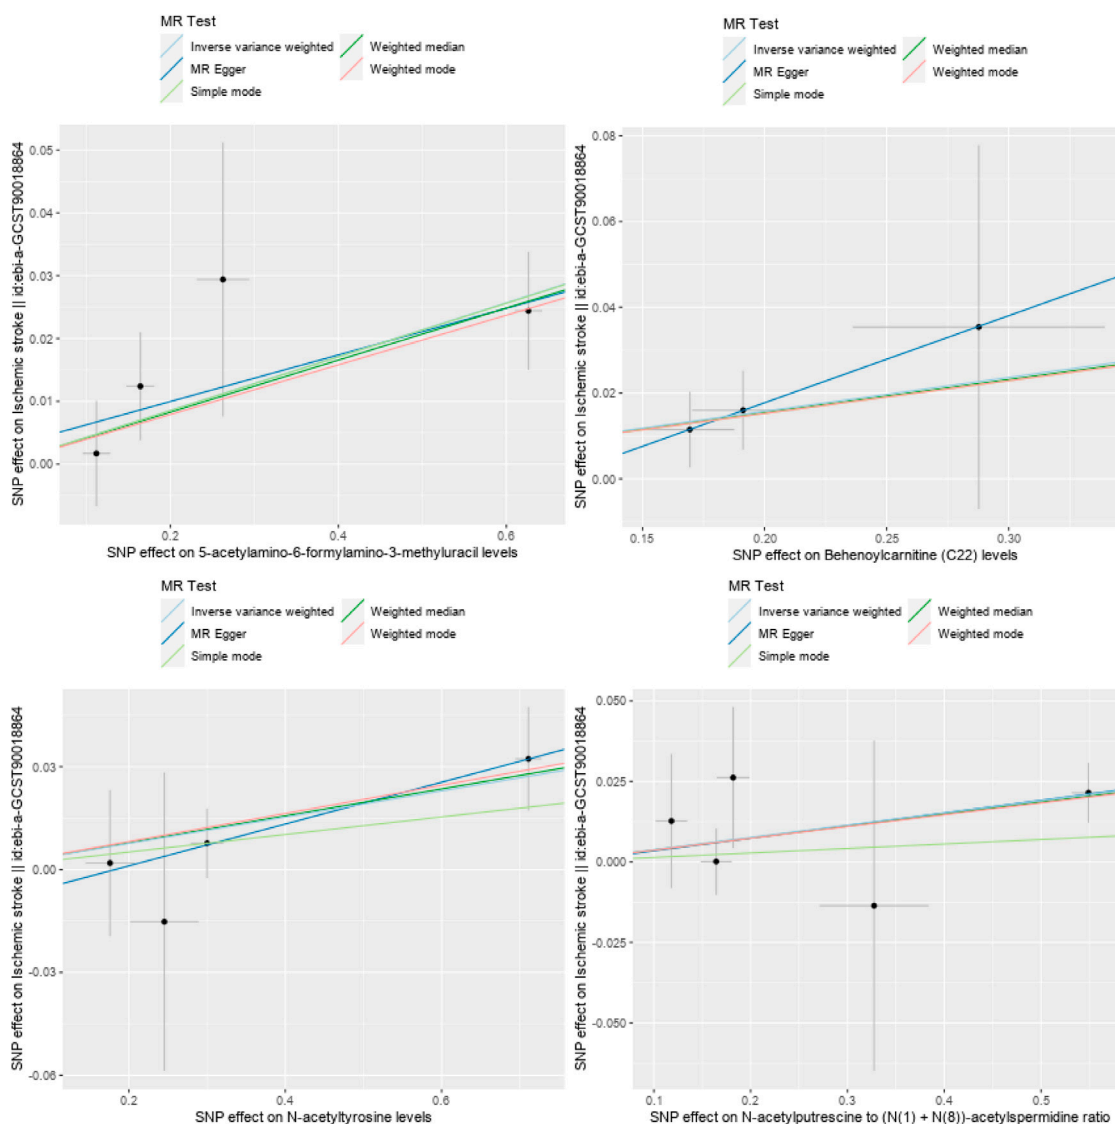 MR Test
Inverse variance weighted
Weighted median
MR Egger
Weighted mode
Simple mode
SNP effect on Ischemic stroke || id:ebi-a-GCST90018864
0.05
0.04
0.03
0.02
0.01
0.00
0.2
0.4
0.6
SNP effect on 5-acetylamino-6-formylamino-3-methyluracil levels
MR Test
Inverse variance weighted
Weighted median
MR Egger
Weighted mode
Simple mode
SNP effect on Ischemic stroke || id:ebi-a-GCST90018864
0.08
0.06
0.04
0.02
0.00
0.15
0.20
0.25
0.30
SNP effect on Behenoylcarnitine (C22) levels
MR Test
Inverse variance weighted
Weighted median
MR Egger
Weighted mode
Simple mode
SNP effect on Ischemic stroke || id:ebi-a-GCST90018864
0.03
0.00
-0.03
-0.06
0.2
0.4
0.6
SNP effect on N-acetyltyrosine levels
MR Test
Inverse variance weighted
Weighted median
MR Egger
Weighted mode
Simple mode
SNP effect on Ischemic stroke || id:ebi-a-GCST90018864
0.050
0.025
0.000
-0.025
-0.050
0.1
0.2
0.3
0.4
0.5
SNP effect on N-acetylputrescine to (N(1) + N(8))-acetylspermidine ratio